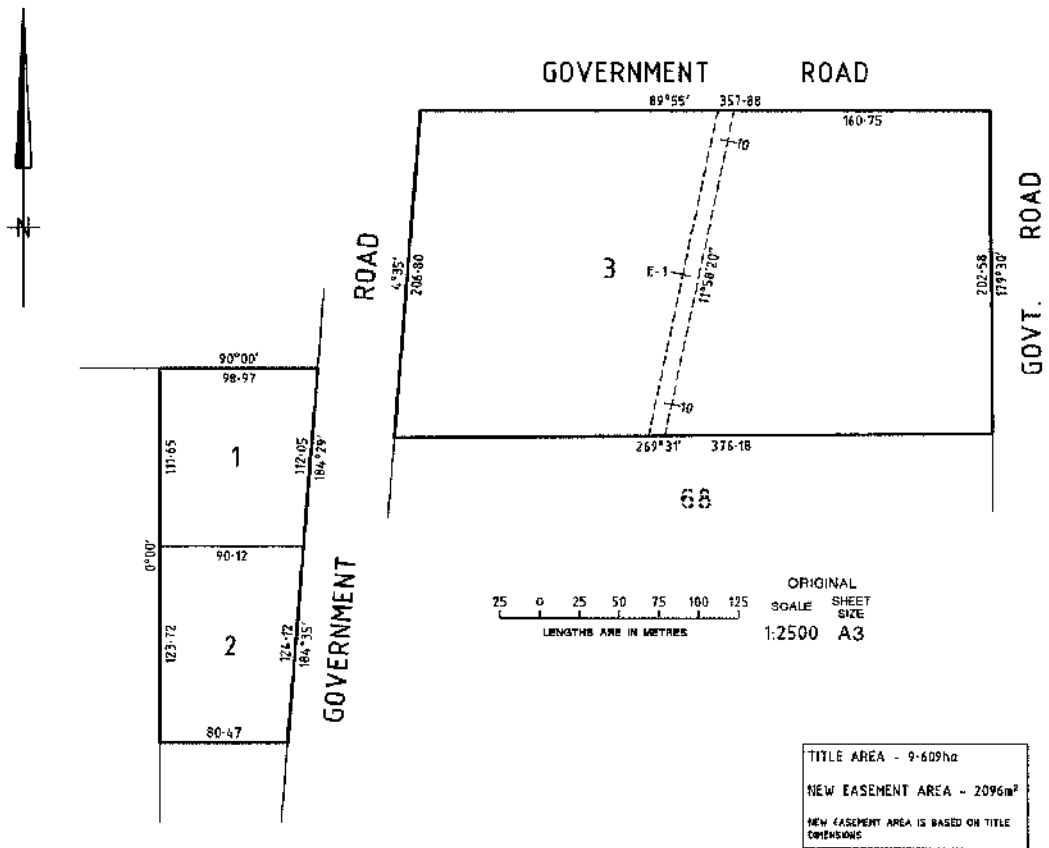 GOVERNMENT ROAD
89°55' 357·88
160·75
10
N
ROAD
4°35'
206·80
3
E-1
11°58'20"
202·58
179°30'
GOVT. ROAD
90°00'
98·97
10
269°31' 376·18
111·65
1
112·05
184°29'
0°00'
90·12
GOVERNMENT
123·72
2
124·12
184°35'
80·47
25 0 25 50 75 100 125
LENGTHS ARE IN METRES
ORIGINAL
SCALE SHEET SIZE
1:2500 A3
TITLE AREA - 9·609ha
NEW EASEMENT AREA - 2096m²
NEW EASEMENT AREA IS BASED ON TITLE
DIMENSIONS